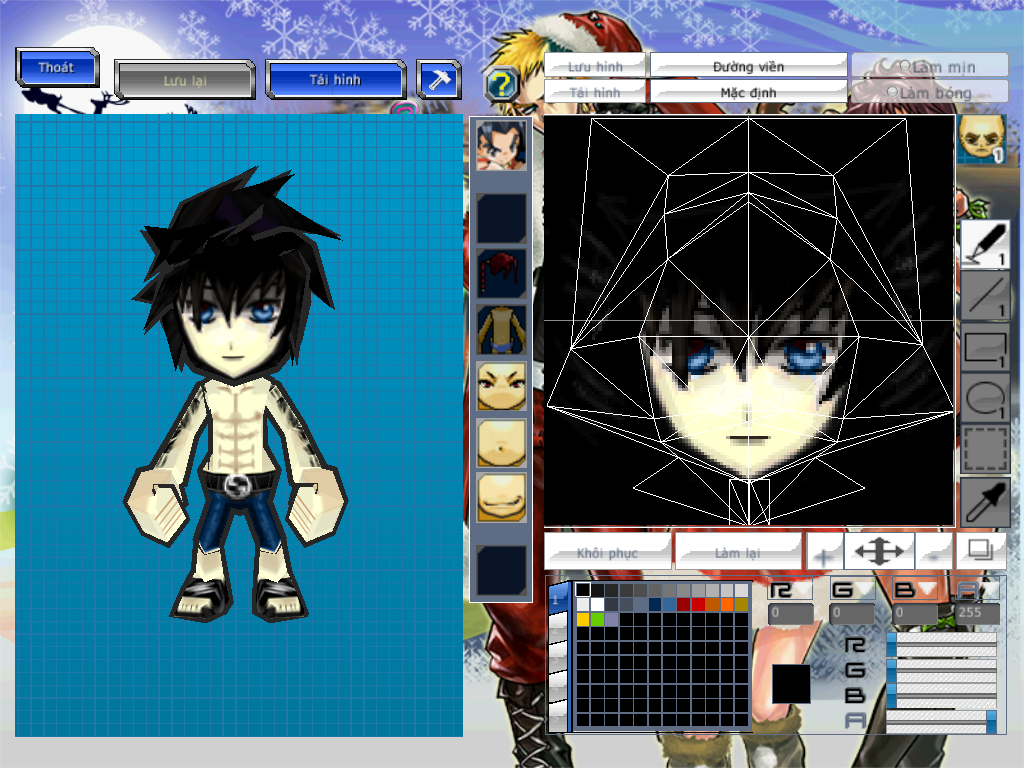 Thoát
Lưu lại
Tải hình
?
Lưu hình
Đường viền
Làm mịn
Tải hình
Mặc định
Làm bóng
1
1
1
1
1
Khôi phục
Làm lại
+
-
1
R
G
B
A
0
0
0
255
R
G
B
A